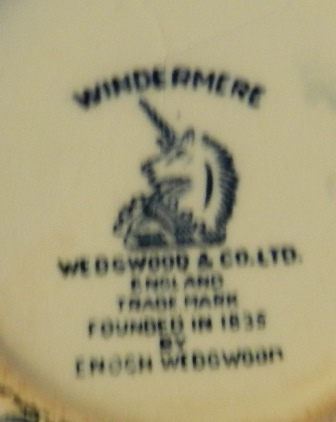 WINDERMERE
WEDGWOOD & CO. LTD.
ENGLAND
TRADE MARK
FOUNDED IN 1835
BY
ENOCH WEDGWOOD